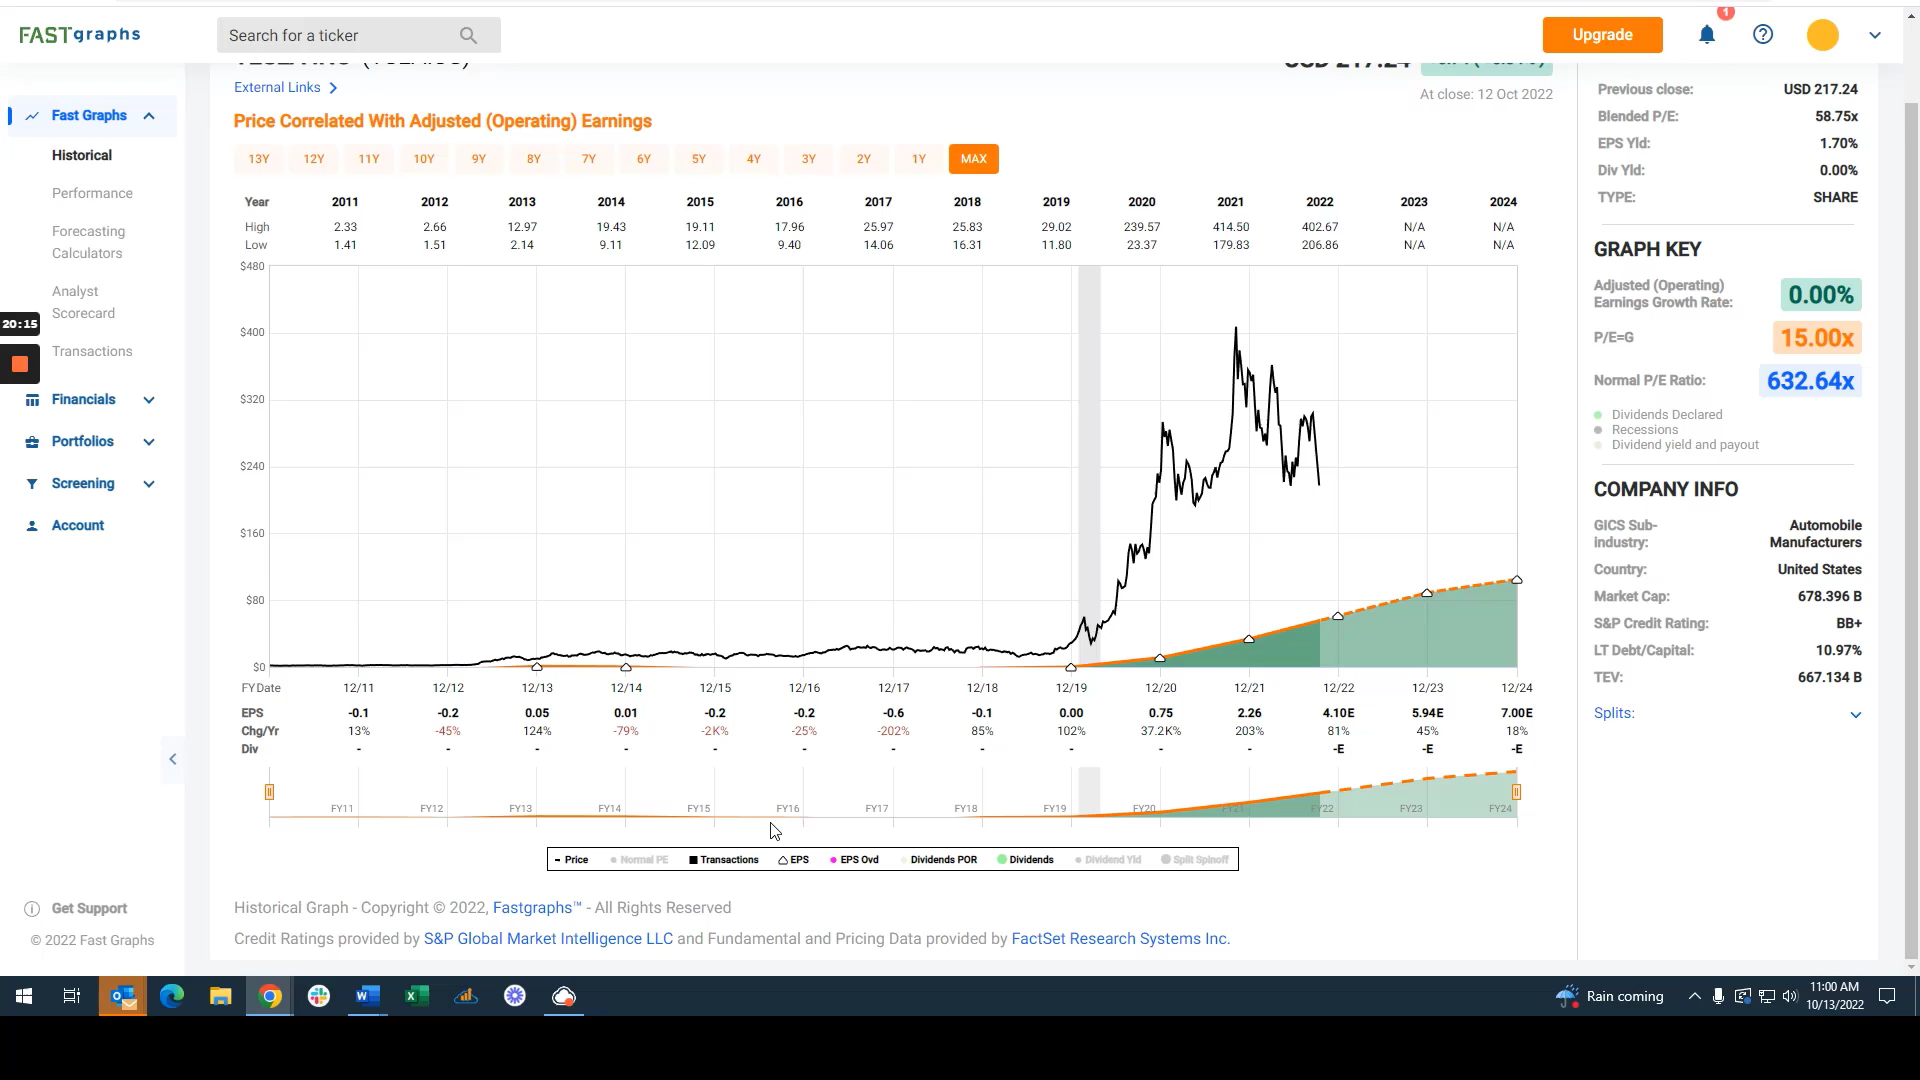 FASTgraphs
Search for a ticker
Upgrade
1
External Links
At close: 12 Oct 2022
Price Correlated With Adjusted (Operating) Earnings
13Y 12Y 11Y 10Y 9Y 8Y 7Y 6Y 5Y 4Y 3Y 2Y 1Y MAX
Year 2011 2012 2013 2014 2015 2016 2017 2018 2019 2020 2021 2022 2023 2024
High 2.33 2.66 12.97 19.43 19.11 17.96 25.97 25.83 29.02 239.57 414.50 402.67 N/A N/A
Low 1.41 1.51 2.14 9.11 12.09 9.40 14.06 16.31 11.80 23.37 179.83 206.86 N/A N/A
$480
$400
$320
$240
$160
$80
$0
FY Date 12/11 12/12 12/13 12/14 12/15 12/16 12/17 12/18 12/19 12/20 12/21 12/22 12/23 12/24
EPS -0.1 -0.2 0.05 0.01 -0.2 -0.2 -0.6 -0.1 0.00 0.75 2.26 4.10E 5.94E 7.00E
Chg/Yr 13% -45% 124% -79% -2K% -25% -202% 85% 102% 37.2K% 203% 81% 45% 18%
Div - - - - - - - - - - - -E -E -E
FY11 FY12 FY13 FY14 FY15 FY16 FY17 FY18 FY19 FY20 FY21 FY22 FY23 FY24
Price Normal PE Transactions EPS EPS Ovd Dividends POR Dividends Dividend Yld Split Spinoff
Historical Graph - Copyright © 2022, Fastgraphs™ - All Rights Reserved
Credit Ratings provided by S&P Global Market Intelligence LLC and Fundamental and Pricing Data provided by FactSet Research Systems Inc.
Fast Graphs
Historical
Performance
Forecasting
Calculators
Analyst
Scorecard
20:15
Transactions
Financials
Portfolios
Screening
Account
Get Support
© 2022 Fast Graphs
Previous close: USD 217.24
Blended P/E: 58.75x
EPS Yld: 1.70%
Div Yld: 0.00%
TYPE: SHARE
GRAPH KEY
Adjusted (Operating)
Earnings Growth Rate: 0.00%
P/E=G 15.00x
Normal P/E Ratio: 632.64x
Dividends Declared
Recessions
Dividend yield and payout
COMPANY INFO
GICS Sub-
industry: Automobile
Manufacturers
Country: United States
Market Cap: 678.396 B
S&P Credit Rating: BB+
LT Debt/Capital: 10.97%
TEV: 667.134 B
Splits:
Rain coming
11:00 AM
10/13/2022